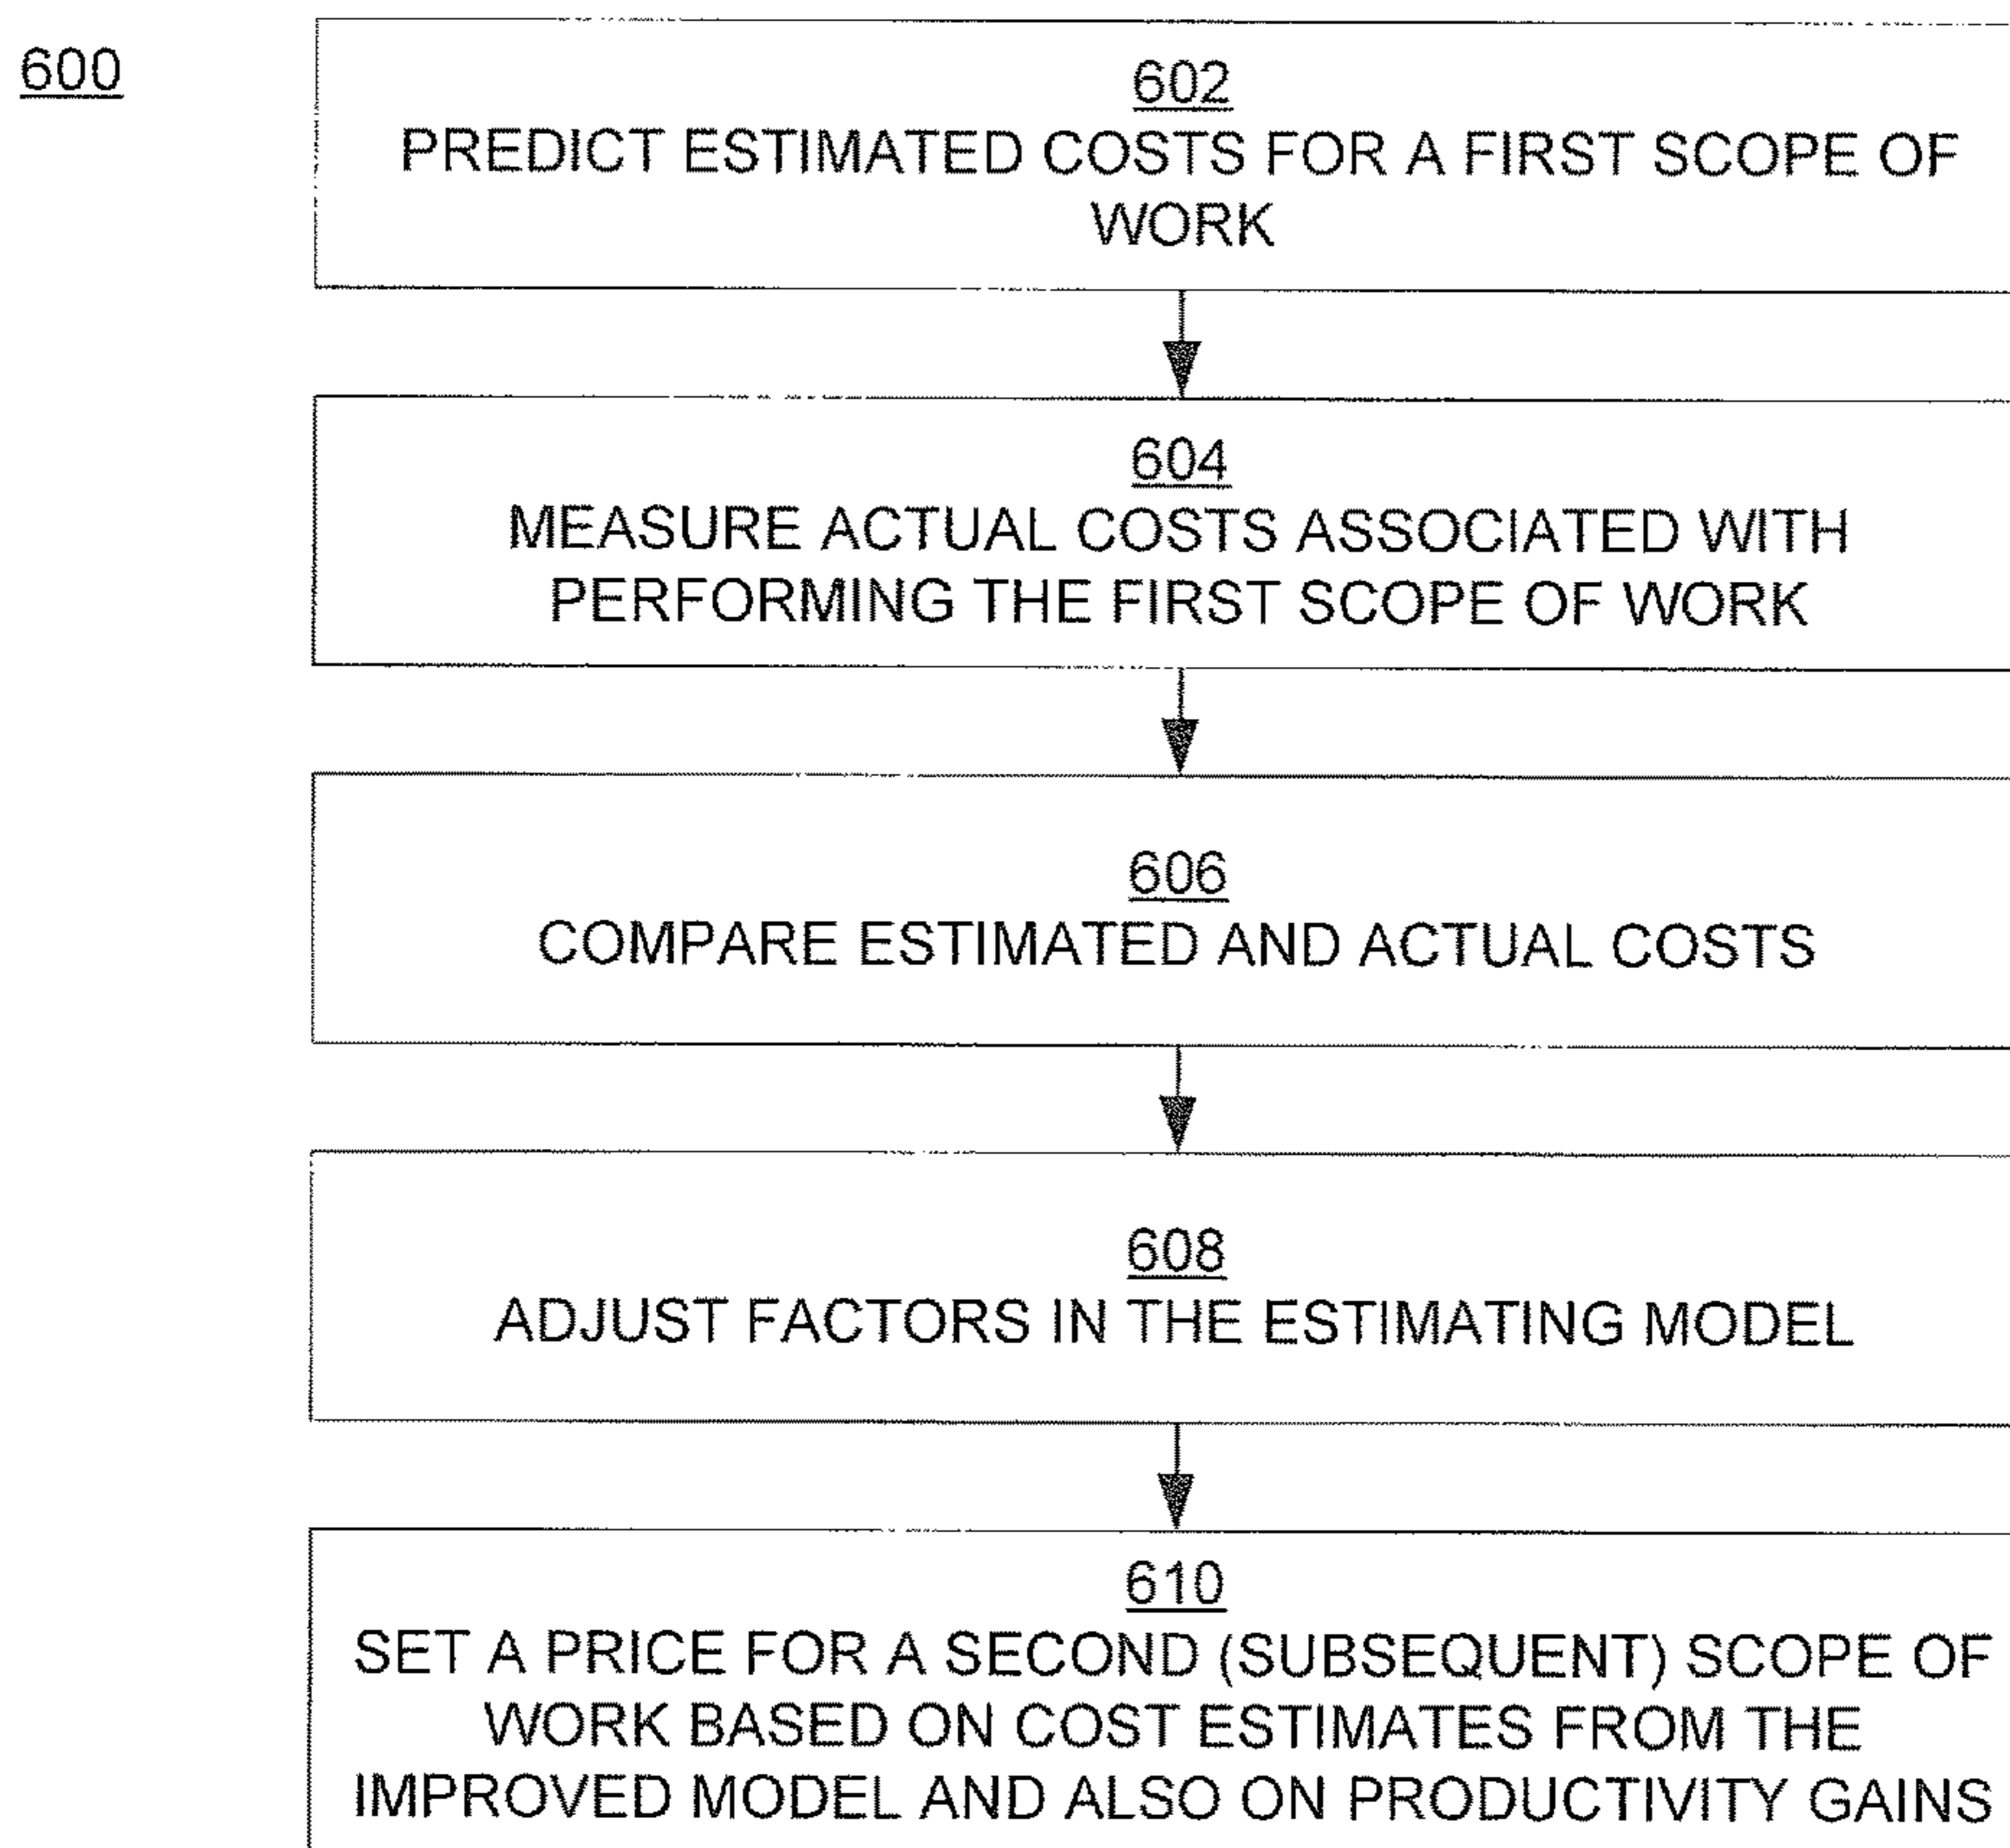 600
602
PREDICT ESTIMATED COSTS FOR A FIRST SCOPE OF
WORK
604
MEASURE ACTUAL COSTS ASSOCIATED WITH
PERFORMING THE FIRST SCOPE OF WORK
606
COMPARE ESTIMATED AND ACTUAL COSTS
608
ADJUST FACTORS IN THE ESTIMATING MODEL
610
SET A PRICE FOR A SECOND (SUBSEQUENT) SCOPE OF
WORK BASED ON COST ESTIMATES FROM THE
IMPROVED MODEL AND ALSO ON PRODUCTIVITY GAINS